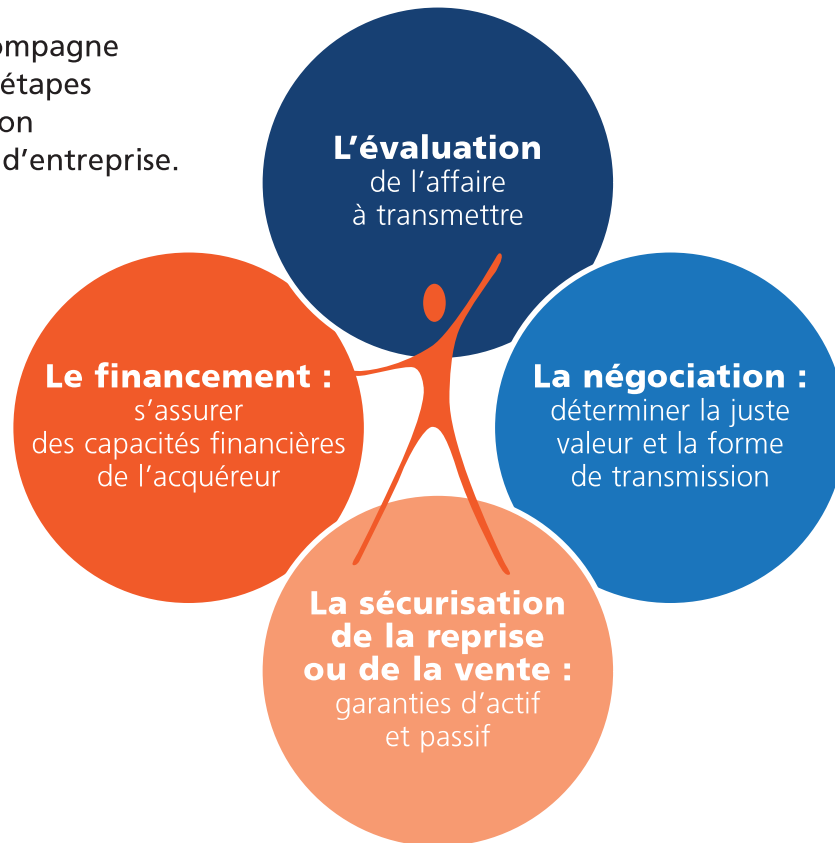 ompagne
étapes
on
d’entreprise.
L’évaluation
de l’affaire
à transmettre
Le financement :
s’assurer
des capacités financières
de l’acquéreur
La négociation :
déterminer la juste
valeur et la forme
de transmission
La sécurisation
de la reprise
ou de la vente :
garanties d’actif
et passif